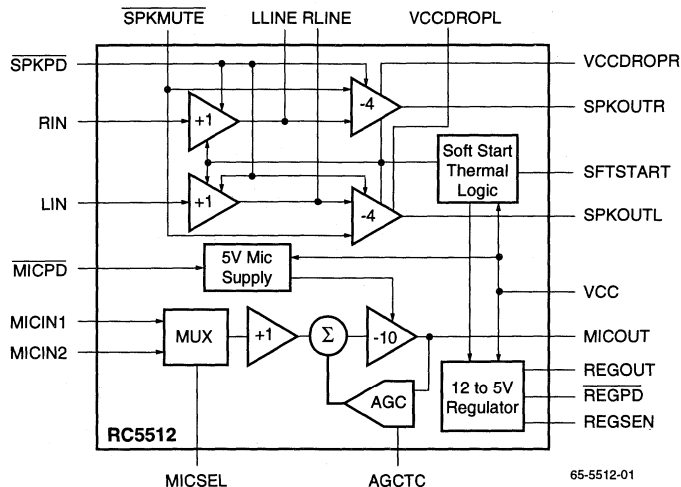 SPKMUTE LLINE RLINE VCCDROPL
SPKPD
VCCDROPR
+1
-4
RIN
SPKOUTR
Soft Start
Thermal
Logic
SFTSTART
LIN
+1
-4
SPKOUTL
5V Mic
Supply
MICPD
VCC
MICIN1
MICIN2
MUX
+1
Σ
-10
MICOUT
REGOUT
12 to 5V
Regulator
REGPD
REGSEN
AGC
RC5512
MICSEL
AGCTC
65-5512-01